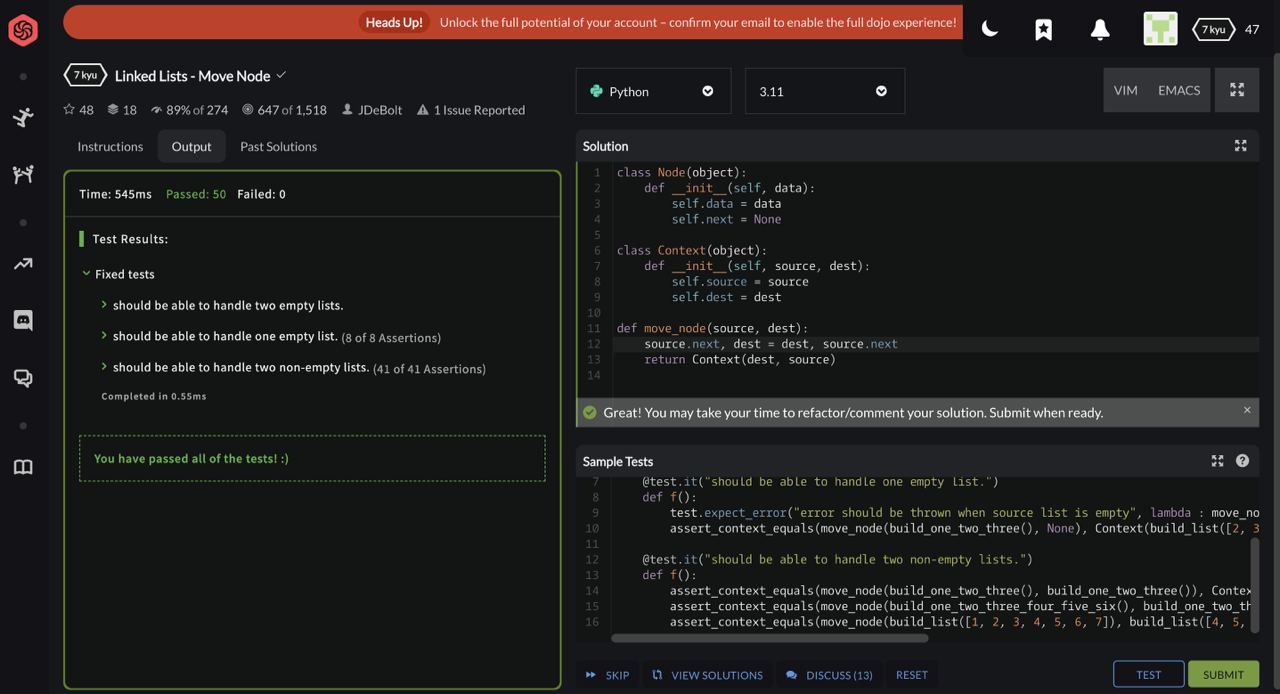 Heads Up! Unlock the full potential of your account – confirm your email to enable the full dojo experience!
7 kyu 47
7 kyu Linked Lists - Move Node
48 18 89% of 274 647 of 1,518 JDeBolt 1 Issue Reported
Instructions Output Past Solutions
Time: 545ms Passed: 50 Failed: 0
Test Results:
Fixed tests
should be able to handle two empty lists.
should be able to handle one empty list. (8 of 8 Assertions)
should be able to handle two non-empty lists. (41 of 41 Assertions)
Completed in 0.55ms
You have passed all of the tests! :)
Python 3.11 VIM EMACS
Solution
1 class Node(object):
2 def __init__(self, data):
3 self.data = data
4 self.next = None
5
6 class Context(object):
7 def __init__(self, source, dest):
8 self.source = source
9 self.dest = dest
10
11 def move_node(source, dest):
12 source.next, dest = dest, source.next
13 return Context(dest, source)
14
Great! You may take your time to refactor/comment your solution. Submit when ready.
Sample Tests
7 @test.it("should be able to handle one empty list.")
8 def f():
9 test.expect_error("error should be thrown when source list is empty", lambda : move_no
10 assert_context_equals(move_node(build_one_two_three(), None), Context(build_list([2, 3
11
12 @test.it("should be able to handle two non-empty lists.")
13 def f():
14 assert_context_equals(move_node(build_one_two_three(), build_one_two_three()), Contex
15 assert_context_equals(move_node(build_one_two_three_four_five_six(), build_one_two_th
16 assert_context_equals(move_node(build_list([1, 2, 3, 4, 5, 6, 7]), build_list([4, 5,
SKIP VIEW SOLUTIONS DISCUSS (13) RESET TEST SUBMIT